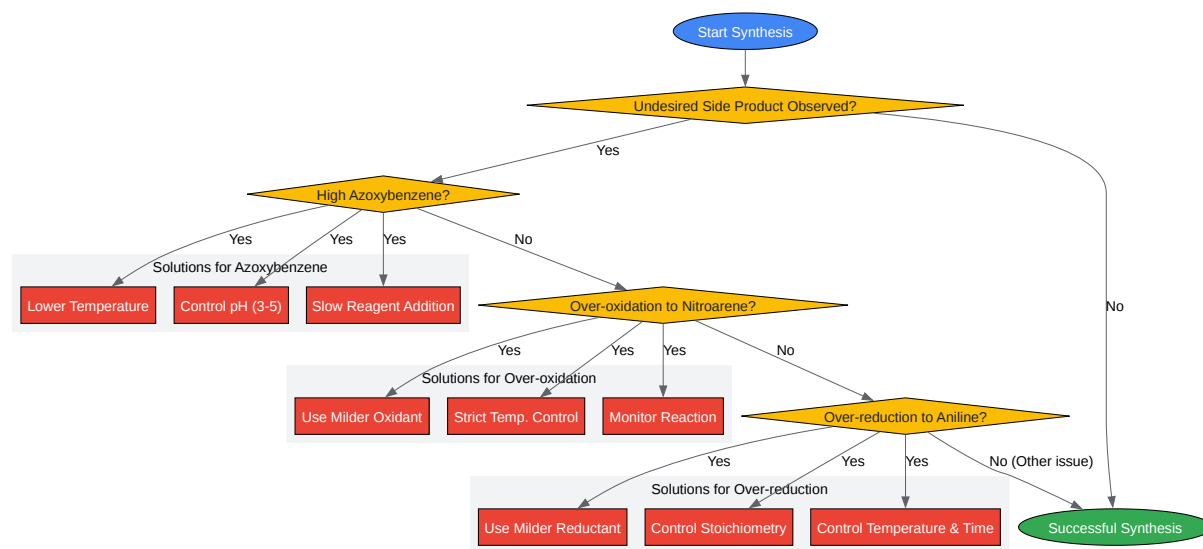 Start Synthesis
Undesired Side Product Observed?
Yes
High Azoxybenzene?
Yes
Yes
Yes
No
Solutions for Azoxybenzene
Lower Temperature
Control pH (3-5)
Slow Reagent Addition
Over-oxidation to Nitroarene?
No
Yes
Yes
Yes
No
Solutions for Over-oxidation
Use Milder Oxidant
Strict Temp. Control
Monitor Reaction
Over-reduction to Aniline?
Yes
Yes
Yes
No (Other issue)
Solutions for Over-reduction
Use Milder Reductant
Control Stoichiometry
Control Temperature & Time
Successful Synthesis